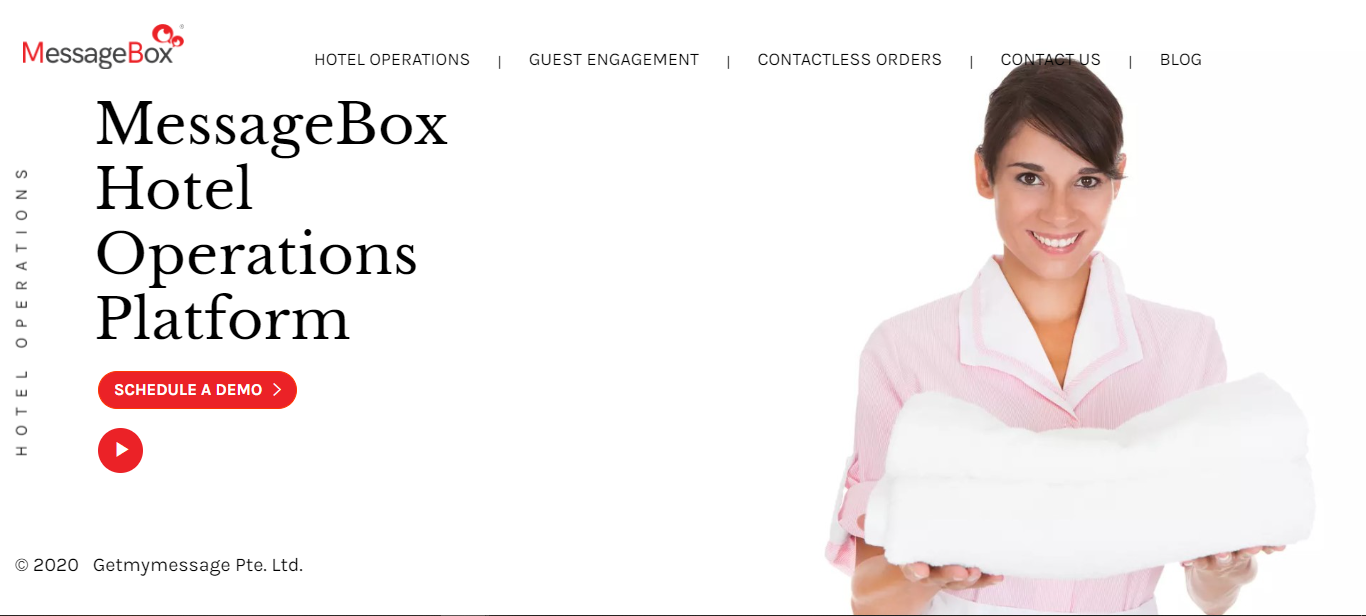 MessageBox®
HOTEL OPERATIONS | GUEST ENGAGEMENT | CONTACTLESS ORDERS | CONTACT US | BLOG
HOTEL OPERATIONS
MessageBox
Hotel
Operations
Platform
SCHEDULE A DEMO
© 2020 Getmymessage Pte. Ltd.